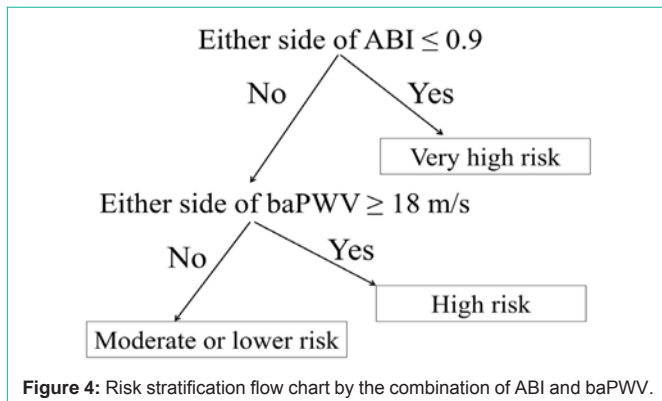 Either side of ABI ≤ 0.9
No
Yes
Very high risk
Either side of baPWV ≥ 18 m/s
No
Yes
High risk
Moderate or lower risk
Figure 4: Risk stratification flow chart by the combination of ABI and baPWV.